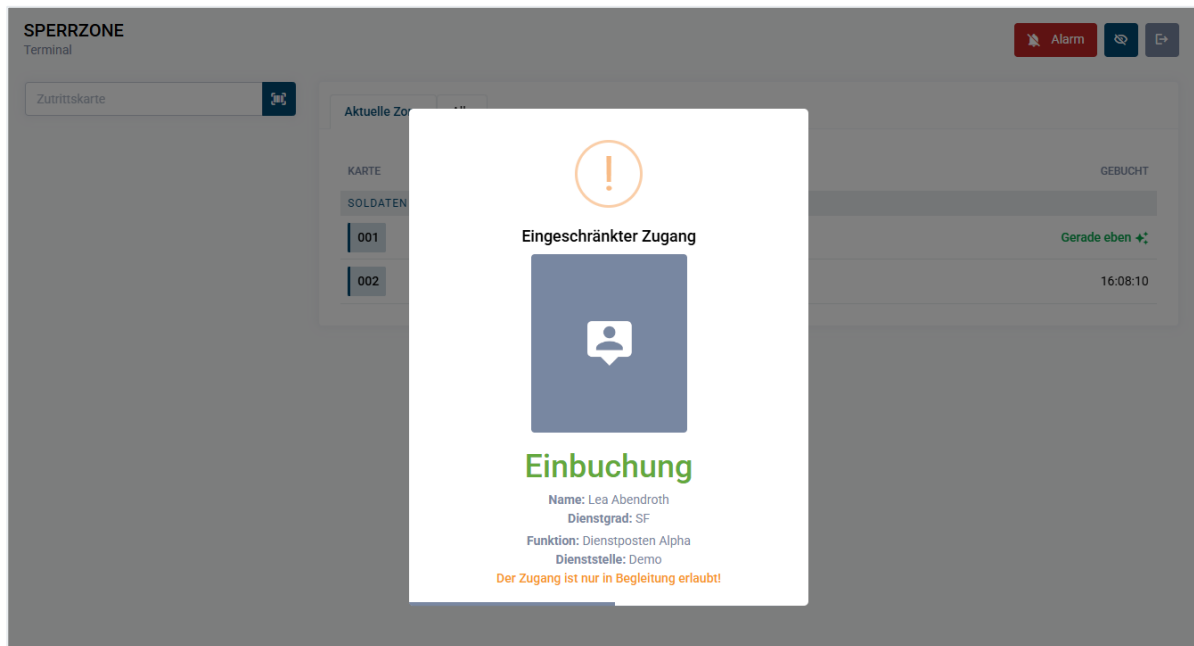 SPERRZONE
Terminal
Alarm
Zutrittskarte
Aktuelle
KARTE
GEBUCHT
SOLDATEN
001
Gerade eben
002
16:08:10
!
Eingeschränkter Zugang
Einbuchung
Name: Lea Abendroth
Dienstgrad: SF
Funktion: Dienstposten Alpha
Dienststelle: Demo
Der Zugang ist nur in Begleitung erlaubt!